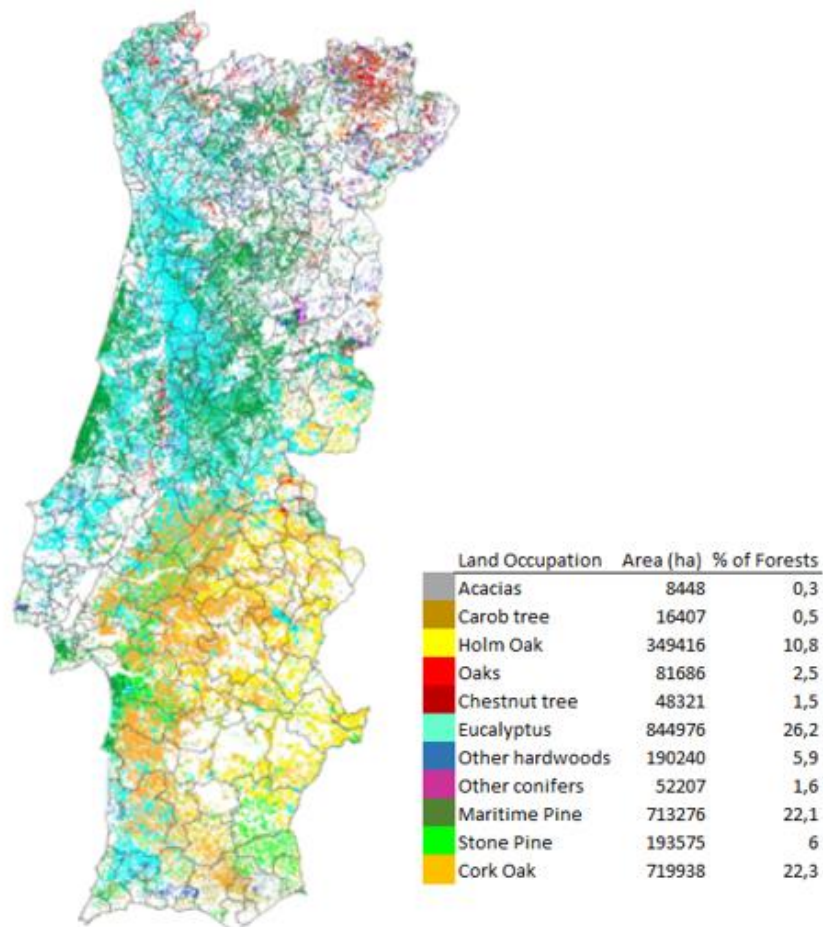 Land Occupation Area (ha) % of Forests
Acacias 8448 0,3
Carob tree 16407 0,5
Holm Oak 349416 10,8
Oaks 81686 2,5
Chestnut tree 48321 1,5
Eucalyptus 844976 26,2
Other hardwoods 190240 5,9
Other conifers 52207 1,6
Maritime Pine 713276 22,1
Stone Pine 193575 6
Cork Oak 719938 22,3